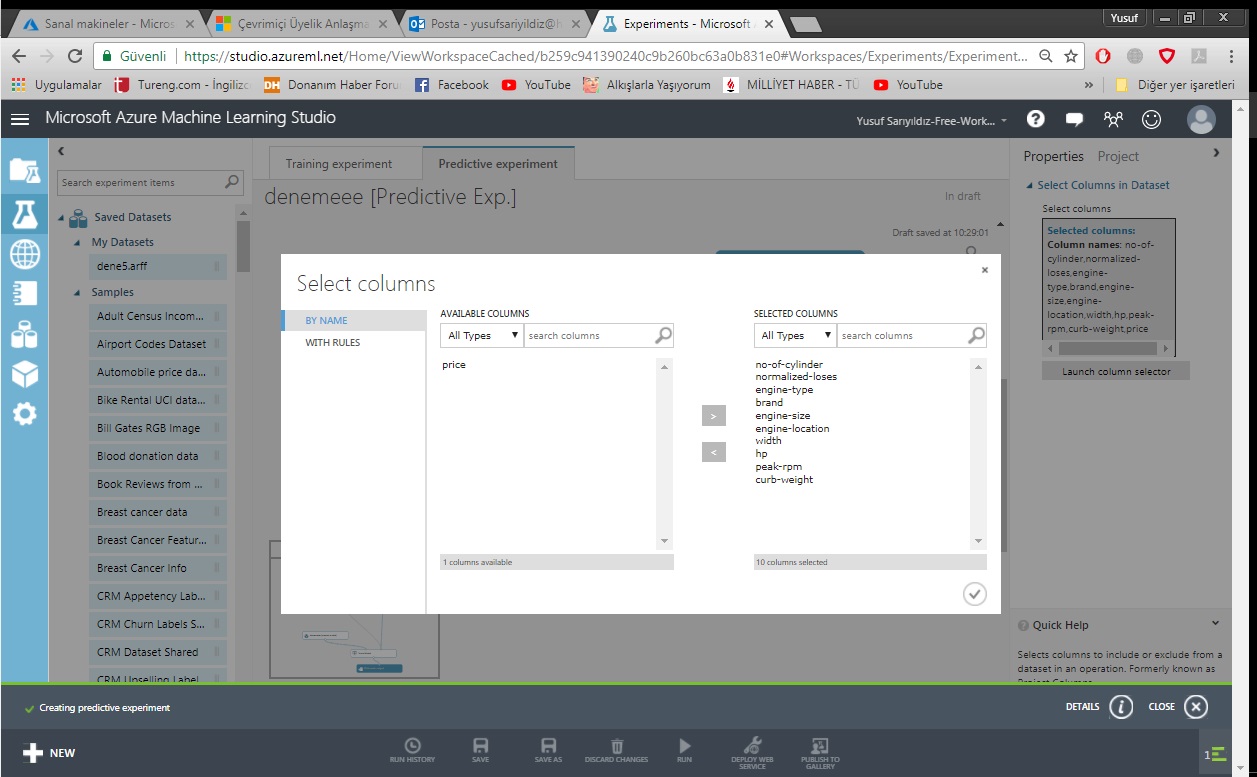 Sanal makineler - Micros
Çevrimiçi Üyelik Anlaşma
Posta - yusufsariyildiz@h
Experiments - Microsoft
Yusuf
Güvenli
https://studio.azureml.net/Home/ViewWorkspaceCached/b259c941390240c9b260bc63a0b831e0#Workspaces/Experiments/Experiment...
Uygulamalar
Tureng.com - İngilizc
Donanım Haber Foru
Facebook
YouTube
Alkışlarla Yaşıyorum
MİLLİYET HABER - TÜ
YouTube
»
Diğer yer işaretleri
Microsoft Azure Machine Learning Studio
Yusuf Sarıyıldız-Free-Work...
Search experiment items
Saved Datasets
My Datasets
dene5.arff
Samples
Adult Census Incom...
Airport Codes Dataset
Automobile price da...
Bike Rental UCI data...
Bill Gates RGB Image
Blood donation data
Book Reviews from ...
Breast cancer data
Breast Cancer Featur...
Breast Cancer Info
CRM Appetency Lab...
CRM Churn Labels S...
CRM Dataset Shared
CRM Upselling Label
Training experiment
Predictive experiment
denemeee [Predictive Exp.]
In draft
Draft saved at 10:29:01
Select columns
BY NAME
WITH RULES
AVAILABLE COLUMNS
All Types
search columns
price
1 columns available
>
<
SELECTED COLUMNS
All Types
search columns
no-of-cylinder
normalized-loses
engine-type
brand
engine-size
engine-location
width
hp
peak-rpm
curb-weight
10 columns selected
Properties
Project
Select Columns in Dataset
Select columns
Selected columns:
Column names: no-of-
cylinder,normalized-
loses,engine-
type,brand,engine-
size,engine-
location,width,hp,peak-
rpm,curb-weight,price
Launch column selector
Quick Help
Selects columns to include or exclude from a
dataset in an operation. Formerly known as
Project Columns
Creating predictive experiment
DETAILS
CLOSE
NEW
RUN HISTORY
SAVE
SAVE AS
DISCARD CHANGES
RUN
DEPLOY WEB
SERVICE
PUBLISH TO
GALLERY
1